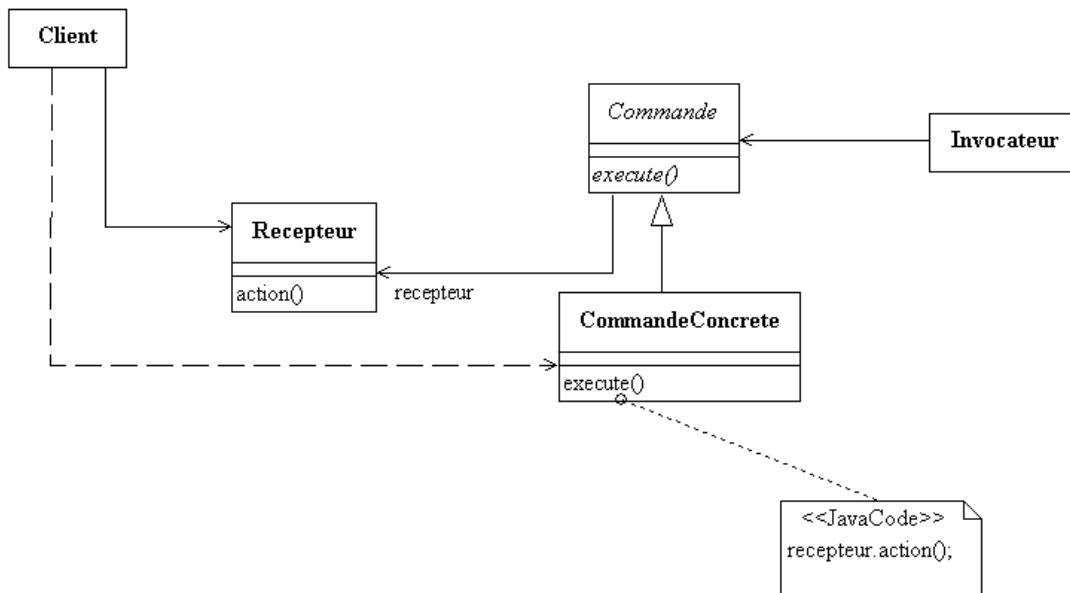 Client
Commande
execute()
Invocateur
Recepteur
action()
recepteur
CommandeConcrete
execute()
<<JavaCode>>
recepteur.action();